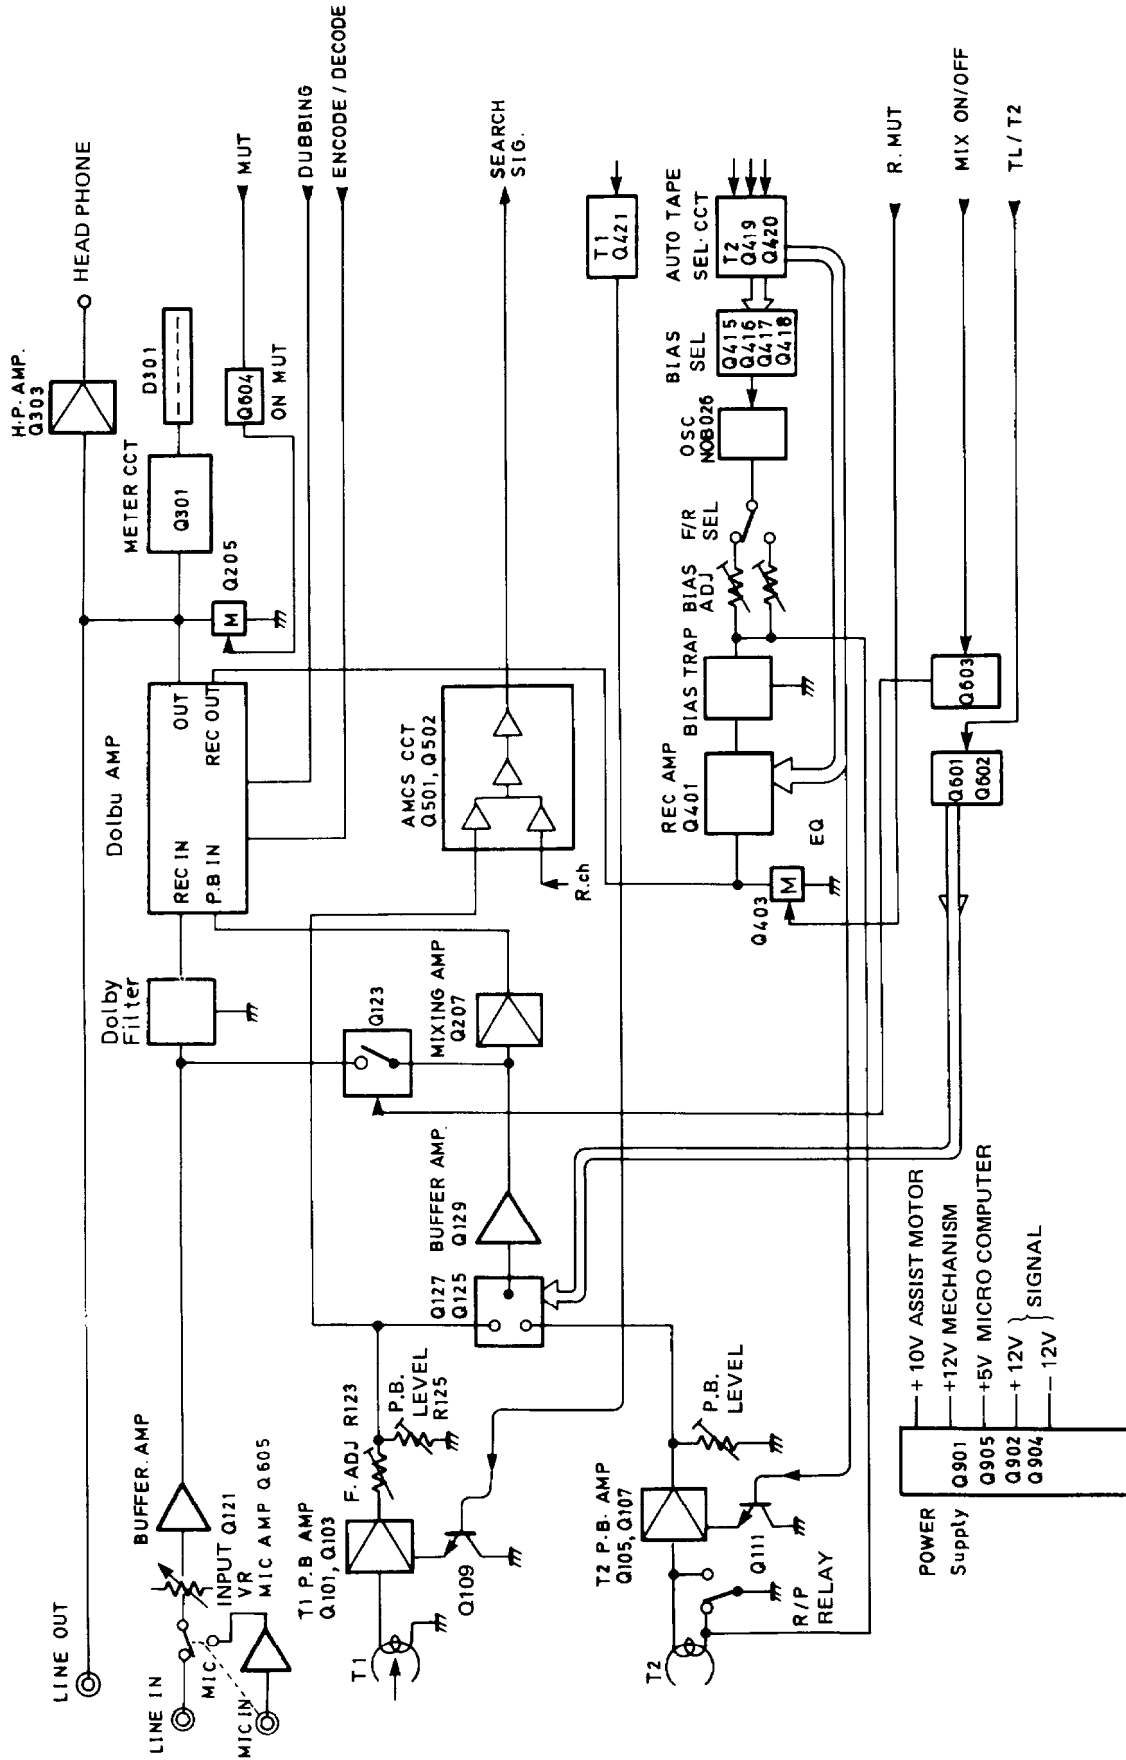 LINE OUT
LINE IN
MIC
MIC IN
INPUT
VR
MIC AMP Q605
BUFFER. AMP
Q121
Dolby
Filter
Dolbu AMP
REC IN
P.B IN
OUT
REC OUT
METER CCT
Q301
D301
H.P. AMP.
Q303
HEAD PHONE
M
Q205
Q604
ON MUT
MUT
DUBBING
ENCODE / DECODE
T1
T1 P.B AMP
Q101, Q103
F. ADJ R123
P.B.
LEVEL
R125
Q109
Q127
Q125
BUFFER AMP.
Q129
Q123
MIXING AMP
Q207
AMCS CCT
Q501, Q502
R.ch
SEARCH
SIG.
T1
Q421
T2
T2 P.B. AMP
Q105, Q107
P.B.
LEVEL
Q111
R/P
RELAY
Q403
M
EQ
REC AMP
Q401
BIAS TRAP
BIAS
ADJ
F/R
SEL
OSC
NOB026
BIAS
SEL
Q415
Q416
Q417
Q418
AUTO TAPE
SEL. CCT
T2
Q419
Q420
R. MUT
MIX ON/OFF
TL / T2
Q603
Q601
Q602
POWER
Supply
Q901
Q905
Q902
Q904
+ 10V ASSIST MOTOR
+12V MECHANISM
+5V MICRO COMPUTER
+ 12V
- 12V
SIGNAL